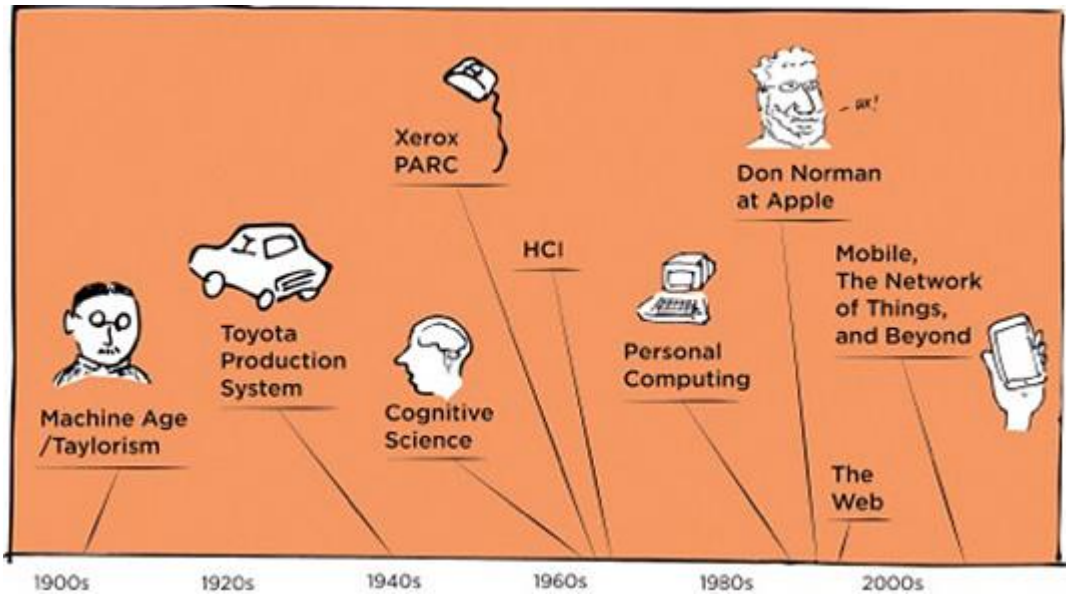 Machine Age
/Taylorism
Toyota
Production
System
Xerox
PARC
Cognitive
Science
HCI
Personal
Computing
Don Norman
at Apple
- ux!
The
Web
Mobile,
The Network
of Things,
and Beyond
1900s
1920s
1940s
1960s
1980s
2000s